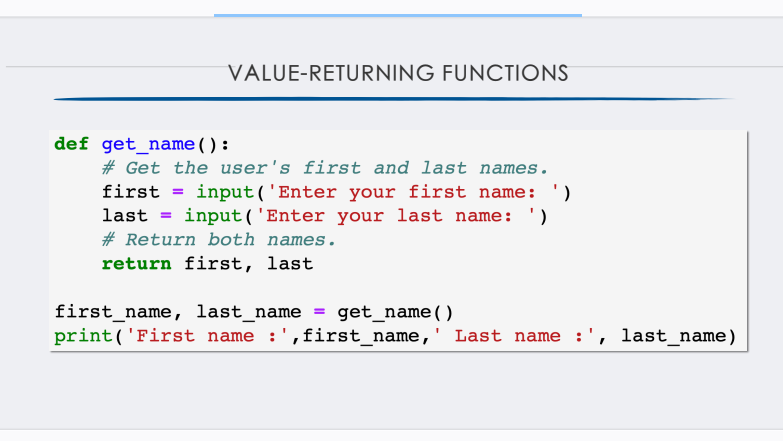 VALUE-RETURNING FUNCTIONS
def get_name():
    # Get the user's first and last names.
    first = input('Enter your first name: ')
    last = input('Enter your last name: ')
    # Return both names.
    return first, last

first_name, last_name = get_name()
print('First name :',first_name,' Last name :', last_name)